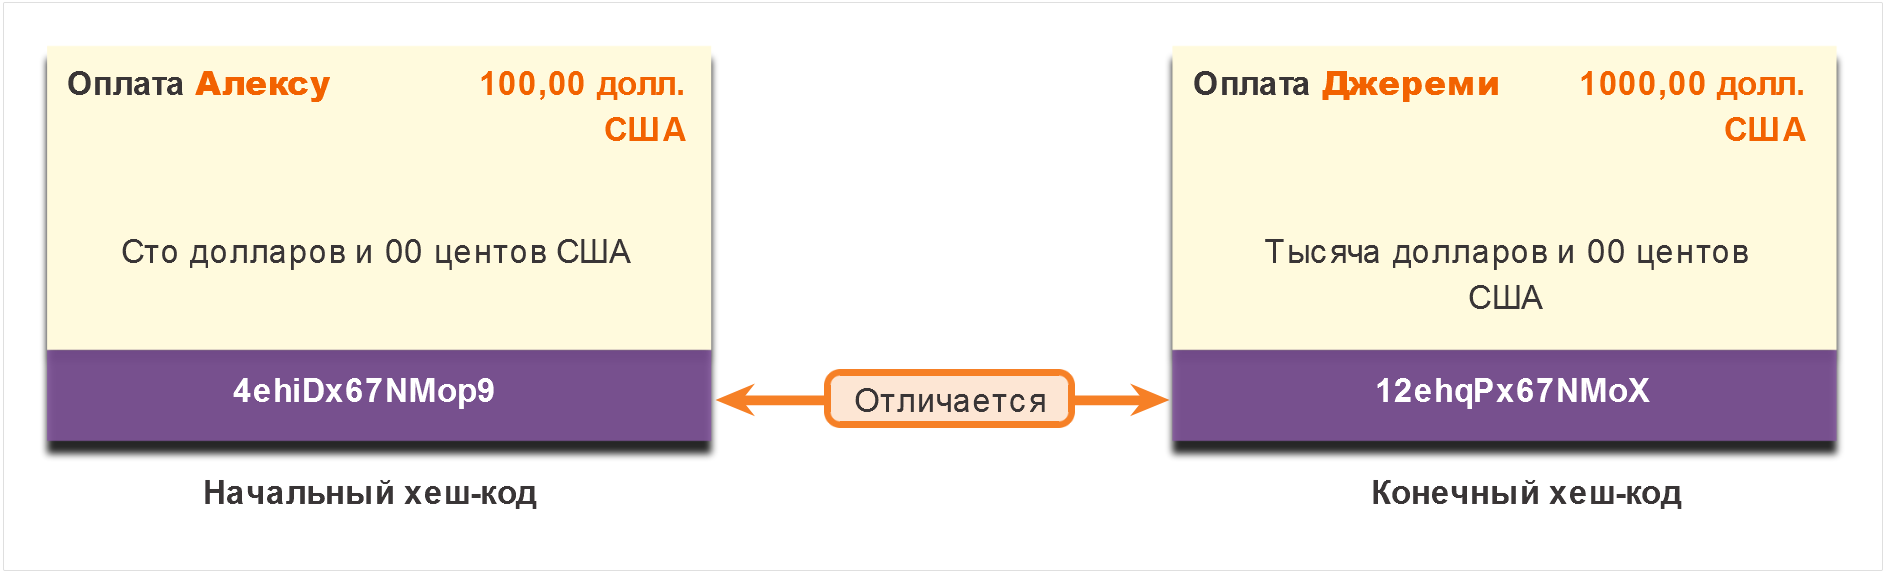 Оплата Алексу 100,00 долл.
США
Сто долларов и 00 центов США
4ehiDx67NMop9
Начальный хеш-код
Отличается
Оплата Джереми 1000,00 долл.
США
Тысяча долларов и 00 центов
США
12ehqPx67NMoX
Конечный хеш-код